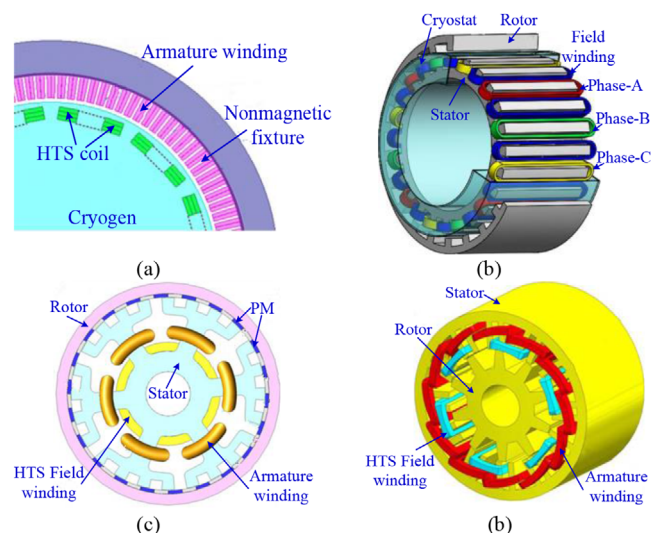 Armature winding
Nonmagnetic
fixture
HTS coil
Cryogen
(a)
Cryostat
Rotor
Field
winding
Stator
Phase-A
Phase-B
Phase-C
(b)
Rotor
PM
Stator
HTS Field
winding
Armature
winding
(c)
Stator
Rotor
HTS Field
winding
Armature
winding
(b)